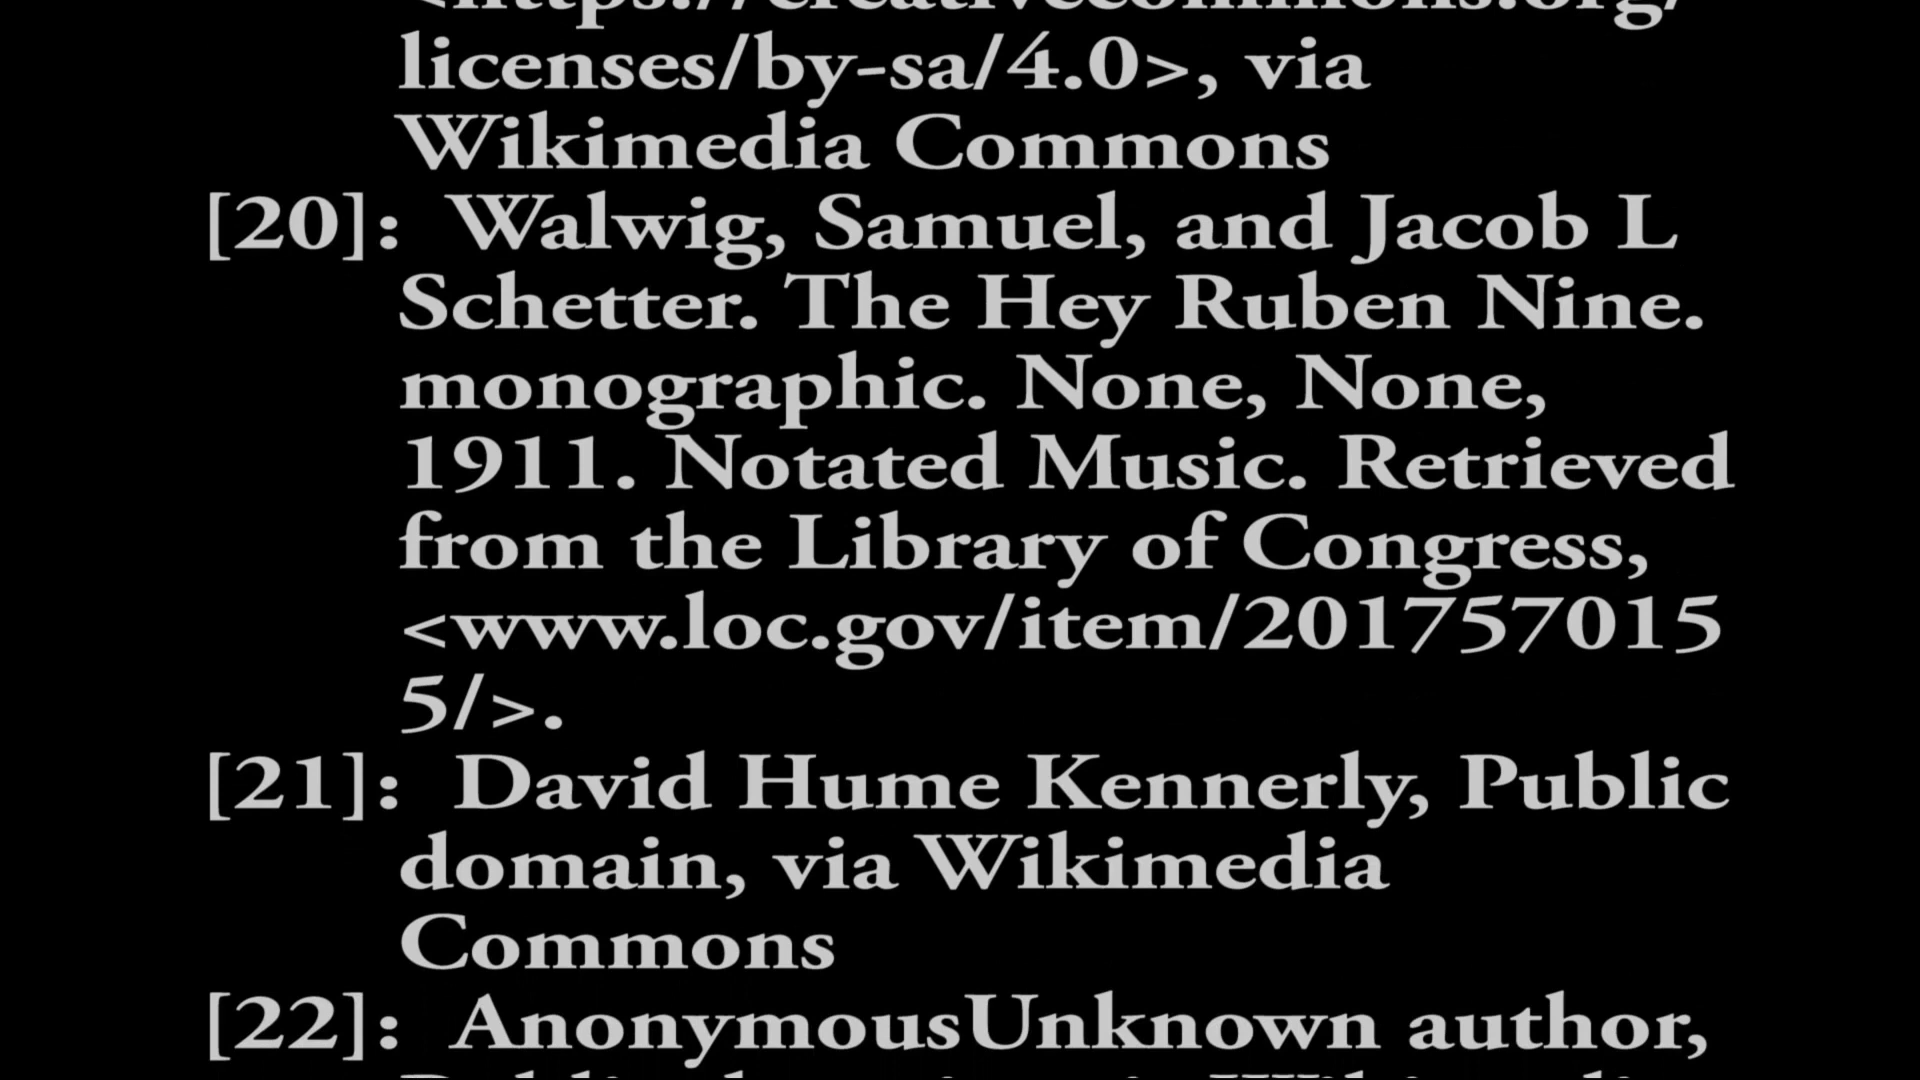 <https://creativecommons.org/
licenses/by-sa/4.0>, via
Wikimedia Commons
[20]: Walwig, Samuel, and Jacob L
Schetter. The Hey Ruben Nine.
monographic. None, None,
1911. Notated Music. Retrieved
from the Library of Congress,
<www.loc.gov/item/201757015
5/>.
[21]: David Hume Kennerly, Public
domain, via Wikimedia
Commons
[22]: AnonymousUnknown author,